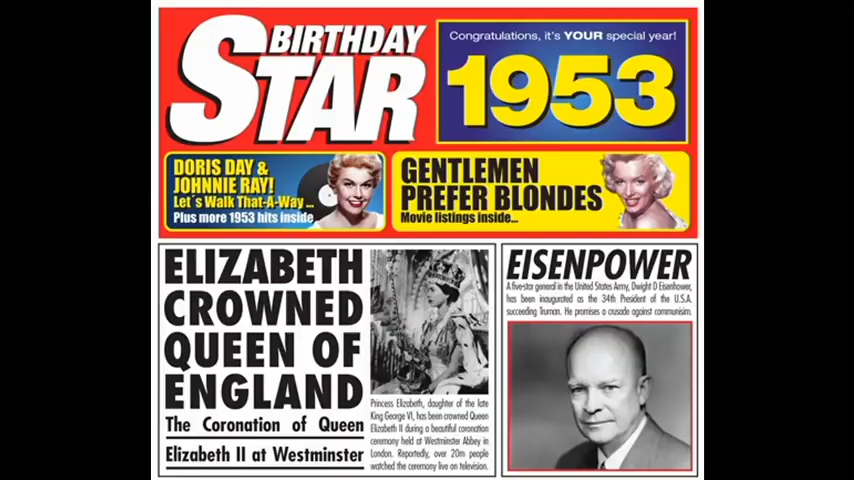 BIRTHDAY
STAR
Congratulations, it's YOUR special year!
1953
DORIS DAY &
JOHNNIE RAY!
Let´s Walk That-A-Way ...
Plus more 1953 hits inside
GENTLEMEN
PREFER BLONDES
Movie listings inside...
ELIZABETH
CROWNED
QUEEN OF
ENGLAND
The Coronation of Queen
Elizabeth II at Westminster
Princess Elizabeth, daughter of the late
King George VI, has been crowned Queen
Elizabeth II during a beautiful coronation
ceremony held at Westminster Abbey in
London. Reportedly, over 20m people
watched the ceremony live on television.
EISENPOWER
A five-star general in the United States Army, Dwight D Eisenhower,
has been inaugurated as the 34th President of the U.S.A.
succeeding Truman. He promises a crusade against communism.